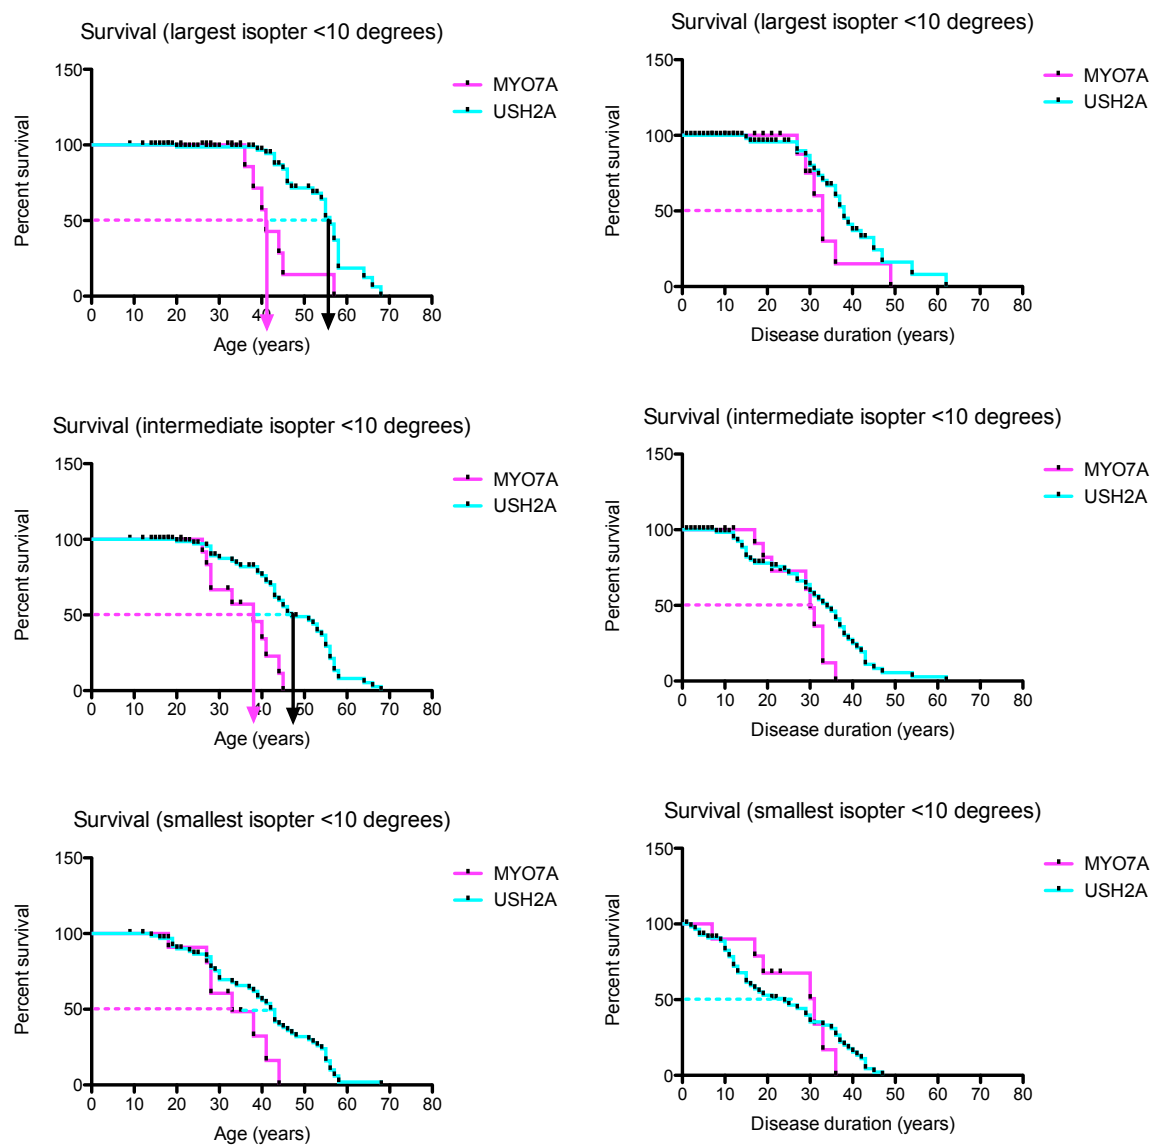 Survival (largest isopter <10 degrees)
150
100
50
0
Percent survival
MYO7A
USH2A
0 10 20 30 40 50 60 70 80
Age (years)
Survival (largest isopter <10 degrees)
150
100
50
0
Percent survival
MYO7A
USH2A
0 10 20 30 40 50 60 70 80
Disease duration (years)
Survival (intermediate isopter <10 degrees)
150
100
50
0
Percent survival
MYO7A
USH2A
0 10 20 30 40 50 60 70 80
Age (years)
Survival (intermediate isopter <10 degrees)
150
100
50
0
Percent survival
MYO7A
USH2A
0 10 20 30 40 50 60 70 80
Disease duration (years)
Survival (smallest isopter <10 degrees)
150
100
50
0
Percent survival
MYO7A
USH2A
0 10 20 30 40 50 60 70 80
Age (years)
Survival (smallest isopter <10 degrees)
150
100
50
0
Percent survival
MYO7A
USH2A
0 10 20 30 40 50 60 70 80
Disease duration (years)